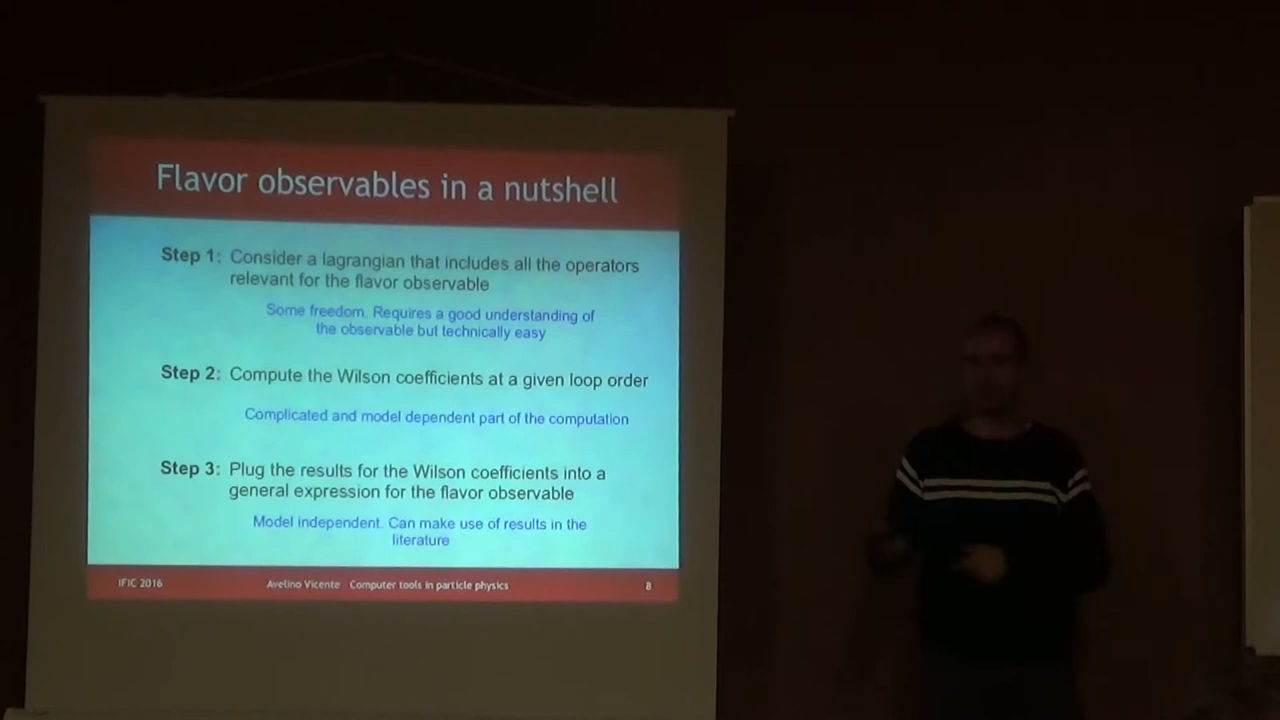 Flavor observables in a nutshell
Step 1: Consider a lagrangian that includes all the operators
relevant for the flavor observable
Some freedom. Requires a good understanding of
the observable but technically easy
Step 2: Compute the Wilson coefficients at a given loop order
Complicated and model dependent part of the computation
Step 3: Plug the results for the Wilson coefficients into a
general expression for the flavor observable
Model independent. Can make use of results in the
literature
IFIC 2016
Avelino Vicente - Computer tools in particle physics
8